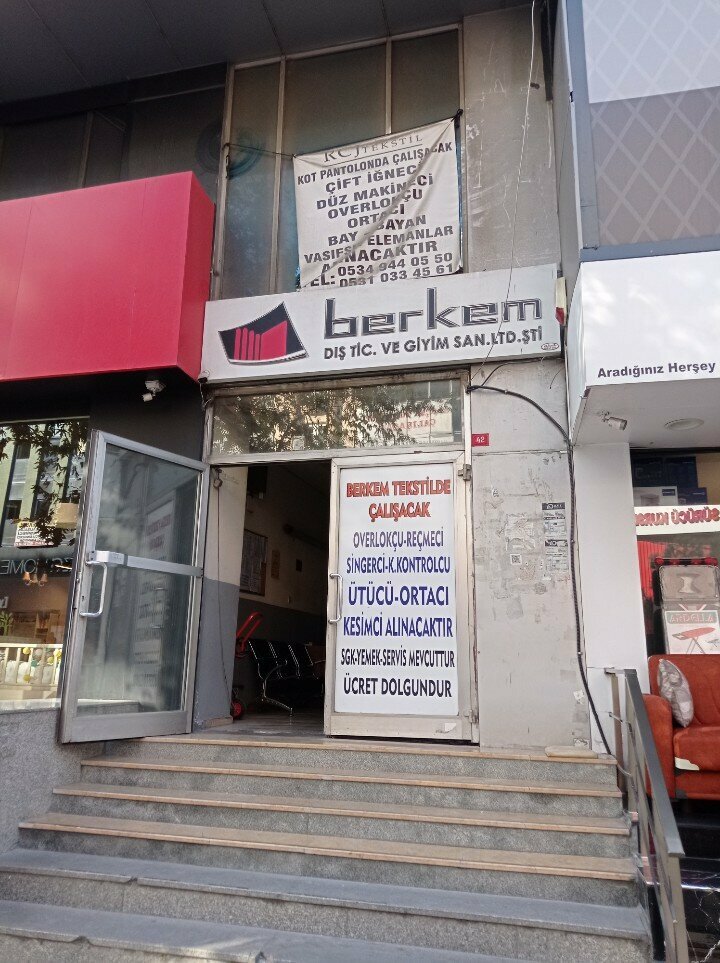 KCJ TEKSTİL
KOT PANTOLONDA ÇALIŞACAK
ÇİFT İĞNECİ
DÜZ MAKİNECİ
OVERLOKÇU
ORTACI
BAYAN
BAY ELEMANLAR
VASIFSI
ALINACAKTIR
TEL: 0534 944 05 50
0531 033 45 61
berkem
DIŞ TİC. VE GİYİM SAN.LTD.ŞTİ
Aradığınız Herşey
42
BERKEM TEKSTİLDE
ÇALIŞACAK
OVERLOKÇU-REÇMECİ
SİNGERCİ-K.KONTROLCU
ÜTÜCÜ-ORTACI
KESİMCİ ALINACAKTIR
SGK-YEMEK-SERVİS MEVCUTTUR
ÜCRET DOLGUNDUR